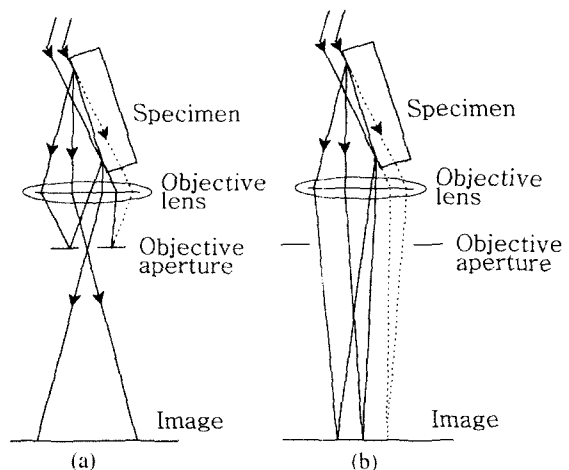 Specimen
Objective
lens
Objective
aperture
Image
(a)
Specimen
Objective
lens
Objective
aperture
Image
(b)